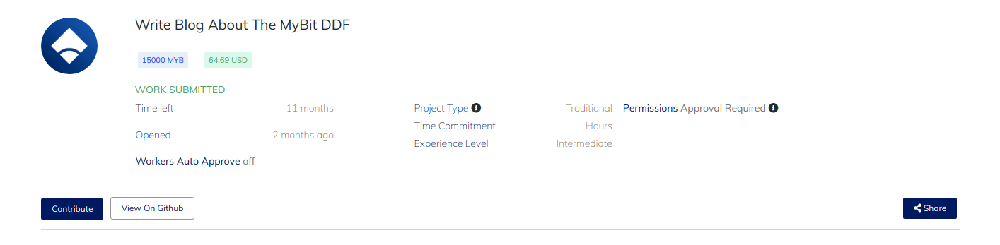 Write Blog About The MyBit DDF
15000 MYB 64.69 USD
WORK SUBMITTED
Time left 11 months Project Type Traditional Permissions Approval Required
Time Commitment Hours
Opened 2 months ago
Experience Level Intermediate
Workers Auto Approve off
Contribute View On Github Share